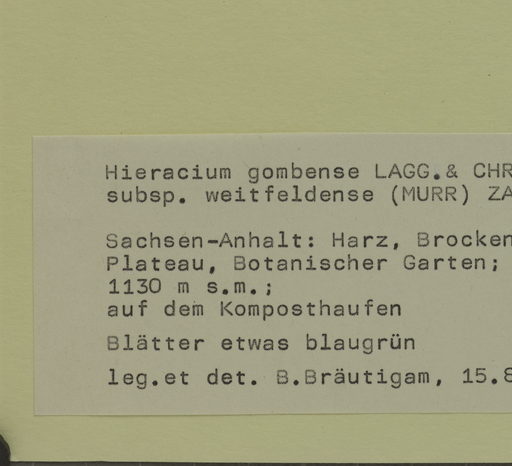 Hieracium gombense LAGG.& CHR
subsp. weitfeldense (MURR) ZA
Sachsen-Anhalt: Harz, Brocken
Plateau, Botanischer Garten;
1130 m s.m.;
auf dem Komposthaufen
Blätter etwas blaugrün
leg.et det. B.Bräutigam, 15.8